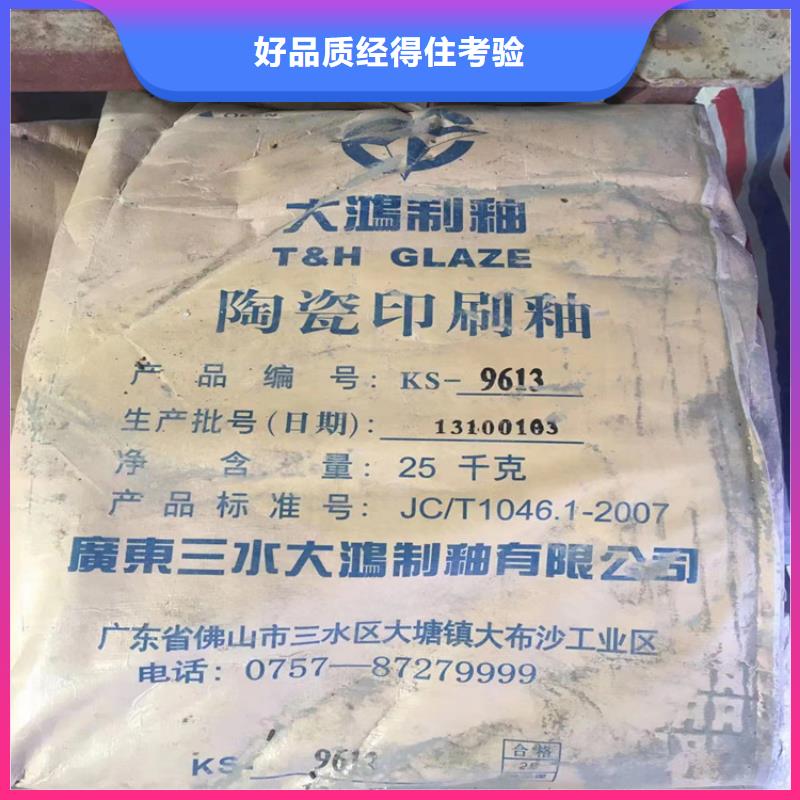 好品质经得住考验
OPEN
大鴻制釉
T&H GLAZE
陶瓷印刷釉
产品编号: KS-9613
生产批号(日期): 13100103
净含量: 25 千克
产品标准号: JC/T1046.1-2007
廣東三水大鴻制釉有限公司
广东省佛山市三水区大塘镇大布沙工业区
电话: 0757—87279999
KS-9613
合格